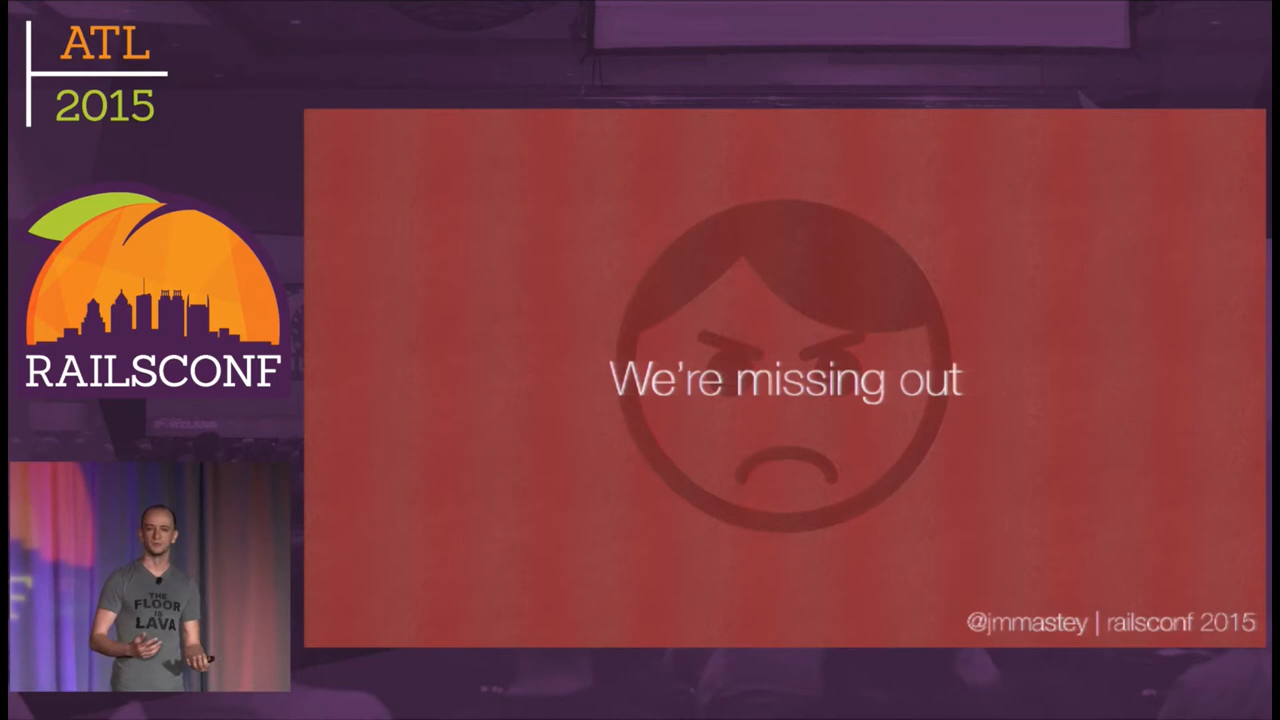 ATL
2015
RAILSCONF
We're missing out
THE
FLOOR
IS
LAVA
@jmmastey | railsconf 2015